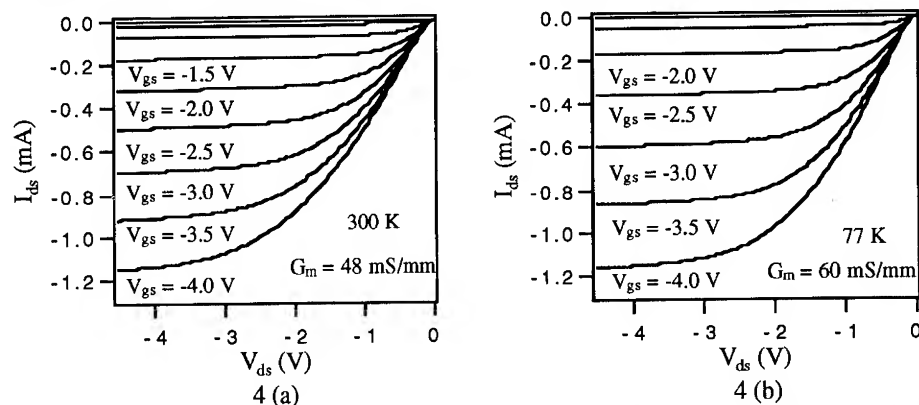 0.0
-0.2
-0.4
-0.6
-0.8
-1.0
-1.2
I_ds (mA)
V_gs = -1.5 V
V_gs = -2.0 V
V_gs = -2.5 V
V_gs = -3.0 V
V_gs = -3.5 V
V_gs = -4.0 V
300 K
G_m = 48 mS/mm
-4 -3 -2 -1 0
V_ds (V)
4 (a)
0.0
-0.2
-0.4
-0.6
-0.8
-1.0
-1.2
I_ds (mA)
V_gs = -2.0 V
V_gs = -2.5 V
V_gs = -3.0 V
V_gs = -3.5 V
V_gs = -4.0 V
77 K
G_m = 60 mS/mm
-4 -3 -2 -1 0
V_ds (V)
4 (b)